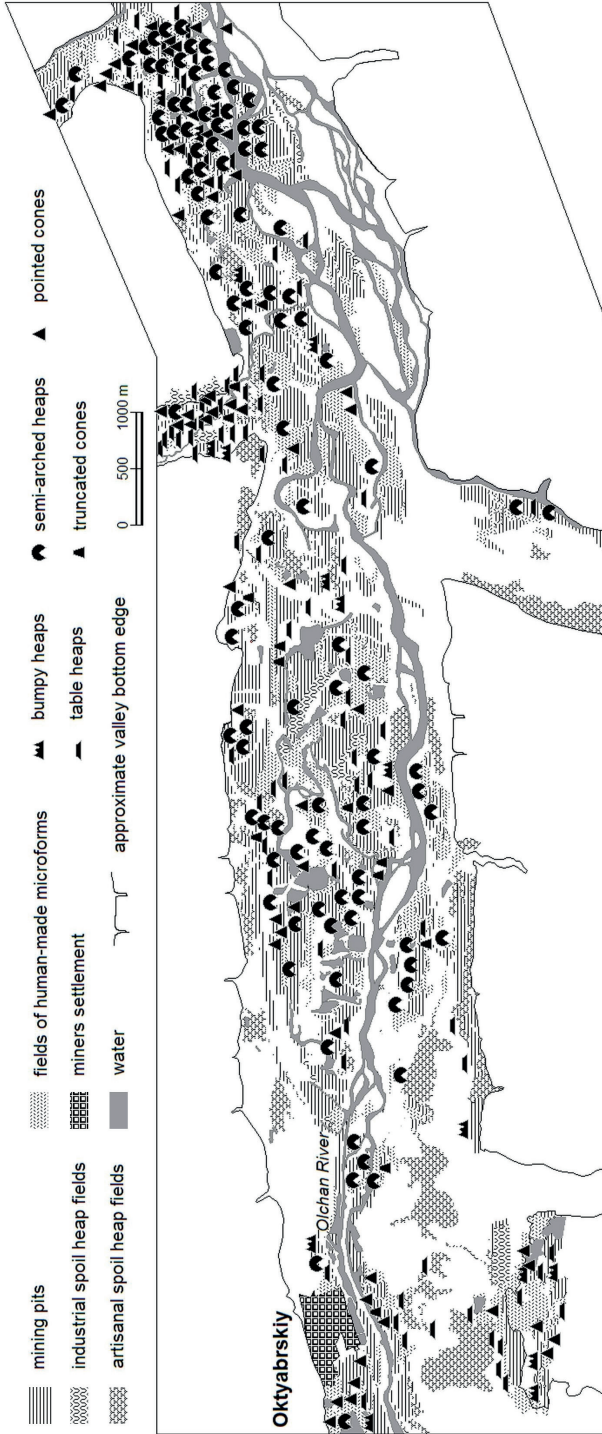 mining pits
fields of human-made microforms
bumpy heaps
semi-arched heaps
pointed cones
industrial spoil heap fields
miners settlement
table heaps
truncated cones
artisanal spoil heap fields
water
approximate valley bottom edge
0 500 1000 m
Oktyabrskiy
Olchan River